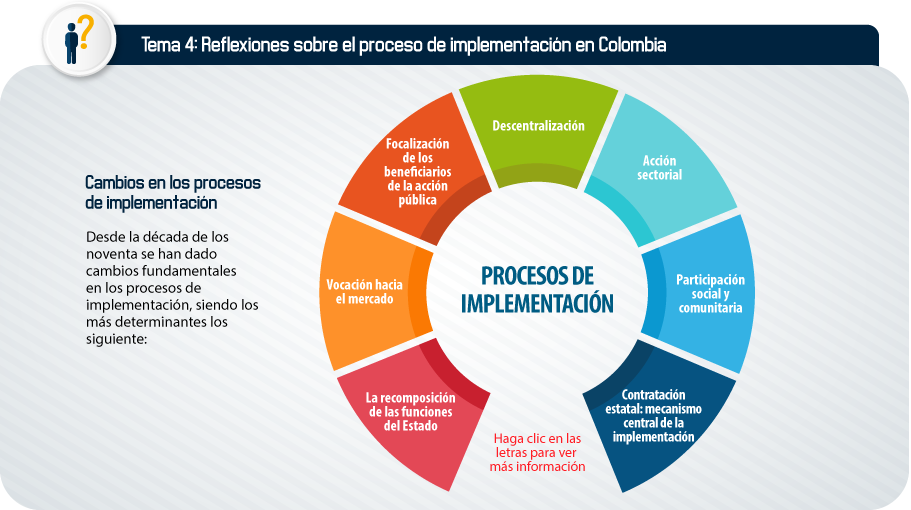 ?
Tema 4: Reflexiones sobre el proceso de implementación en Colombia
Cambios en los procesos
de implementación
Desde la década de los
noventa se han dado
cambios fundamentales
en los procesos de
implementación, siendo los
más determinantes los
siguiente:
La recomposición
de las funciones
del Estado
Vocación hacia
el mercado
Focalización
de los
beneficiarios
de la acción
pública
Descentralización
Acción
sectorial
Participación
social y
comunitaria
Contratación
estatal: mecanismo
central de la
implementación
PROCESOS DE
IMPLEMENTACIÓN
Haga clic en las
letras para ver
más información